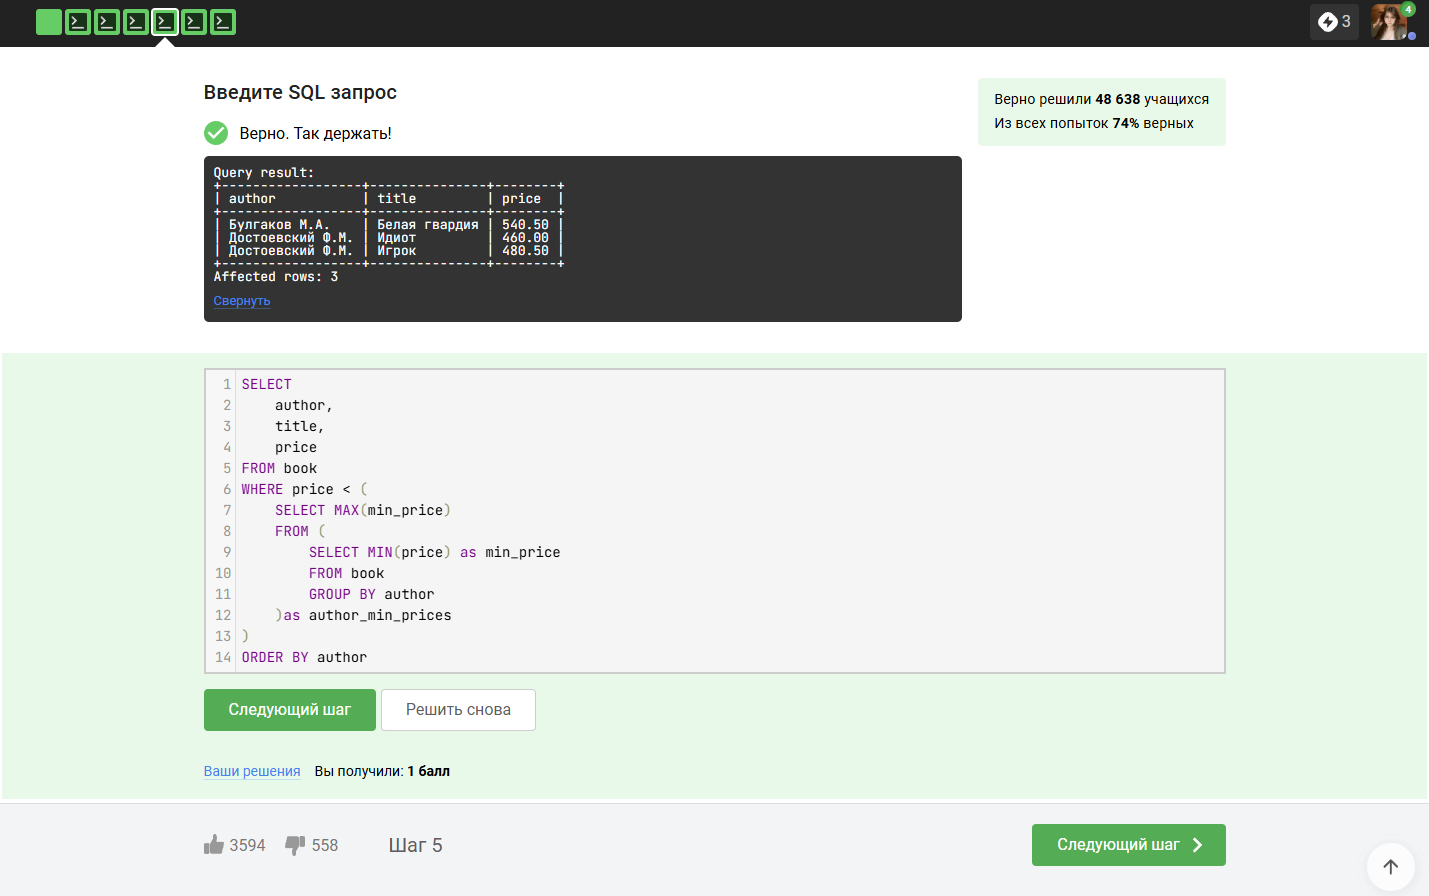 3
4
Введите SQL запрос
Верно. Так держать!
Верно решили 48 638 учащихся
Из всех попыток 74% верных
Query result:
+-------------------+---------------+--------+
| author            | title         | price  |
+-------------------+---------------+--------+
| Булгаков М.А.     | Белая гвардия | 540.50 |
| Достоевский Ф.М. | Идиот         | 460.00 |
| Достоевский Ф.М. | Игрок         | 480.50 |
+-------------------+---------------+--------+
Affected rows: 3
Свернуть
1 SELECT
2     author,
3     title,
4     price
5 FROM book
6 WHERE price < (
7     SELECT MAX(min_price)
8     FROM (
9         SELECT MIN(price) as min_price
10         FROM book
11         GROUP BY author
12     )as author_min_prices
13 )
14 ORDER BY author
Следующий шаг
Решить снова
Ваши решения Вы получили: 1 балл
3594 558 Шаг 5
Следующий шаг